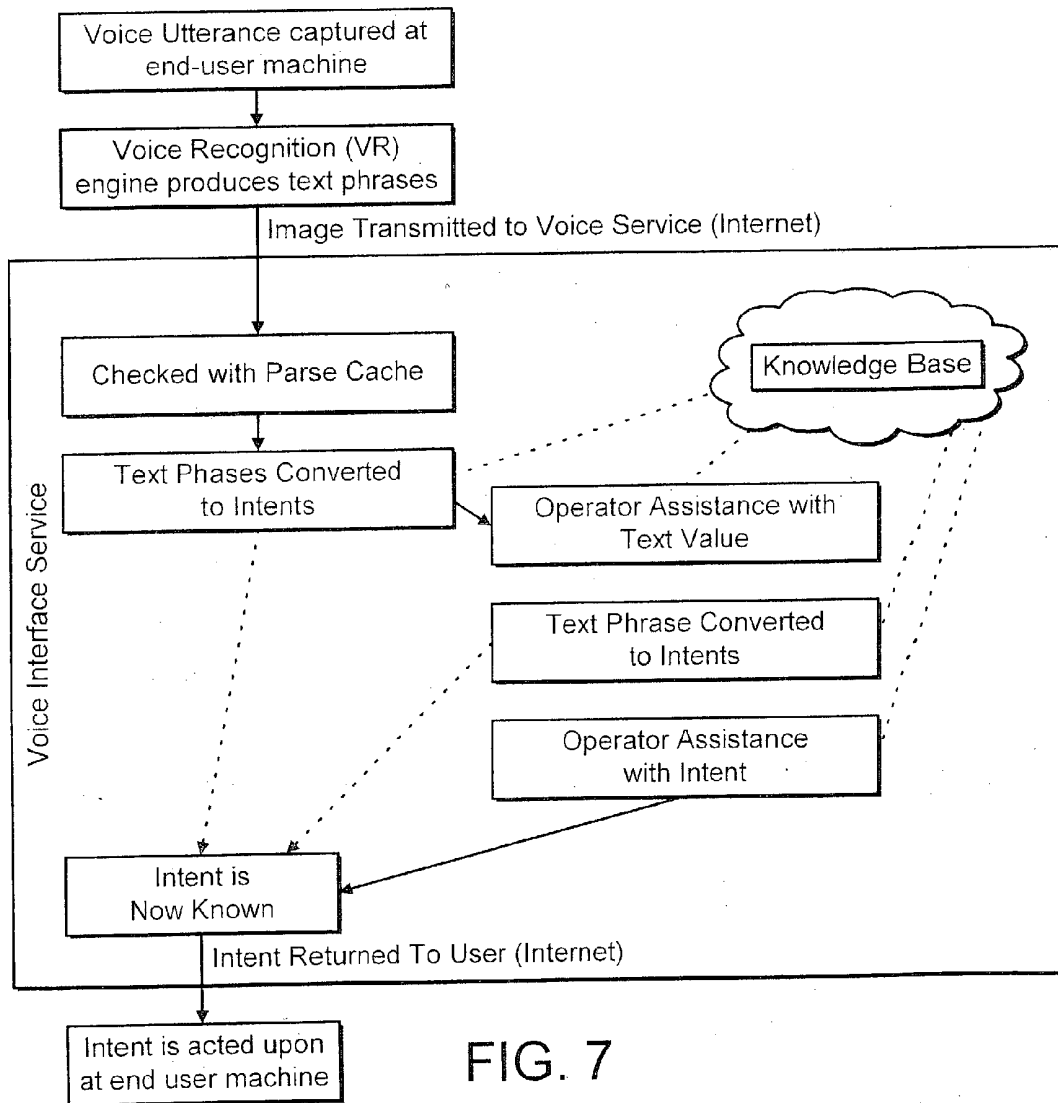 Voice Utterance captured at
end-user machine
Voice Recognition (VR)
engine produces text phrases
Image Transmitted to Voice Service (Internet)
Voice Interface Service
Checked with Parse Cache
Knowledge Base
Text Phases Converted
to Intents
Operator Assistance with
Text Value
Text Phrase Converted
to Intents
Operator Assistance
with Intent
Intent is
Now Known
Intent Returned To User (Internet)
Intent is acted upon
at end user machine
FIG. 7